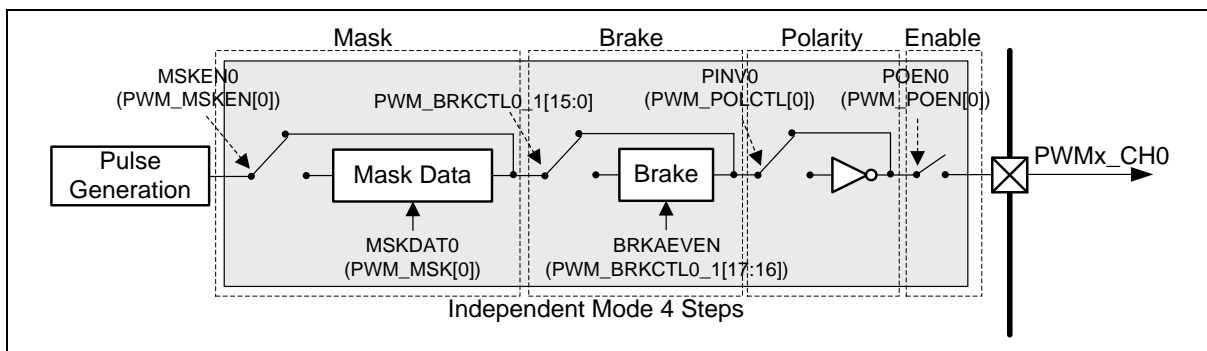 Mask
Brake
Polarity
Enable
MSKEN0
(PWM_MSKEN[0])
PWM_BRKCTL0_1[15:0]
PINV0
(PWM_POLCTL[0])
POEN0
(PWM_POEN[0])
Pulse
Generation
Mask Data
Brake
PWMx_CH0
MSKDAT0
(PWM_MSK[0])
BRKAEVEN
(PWM_BRKCTL0_1[17:16])
Independent Mode 4 Steps